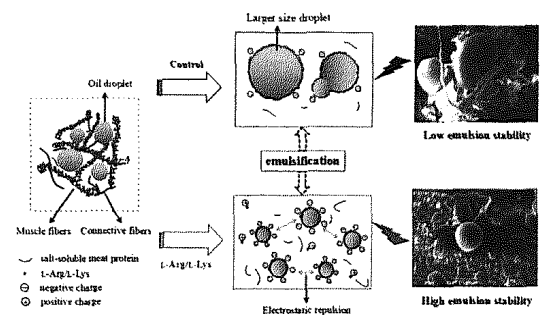 Larger size droplet
Oil droplet
Control
Low emulsion stability
emulsification
Muscle fibers
Connective fibers
salt-soluble meat protein
L-Arg/L-Lys
negative charge
positive charge
L-Arg/L-Lys
Electrostatic repulsion
High emulsion stability